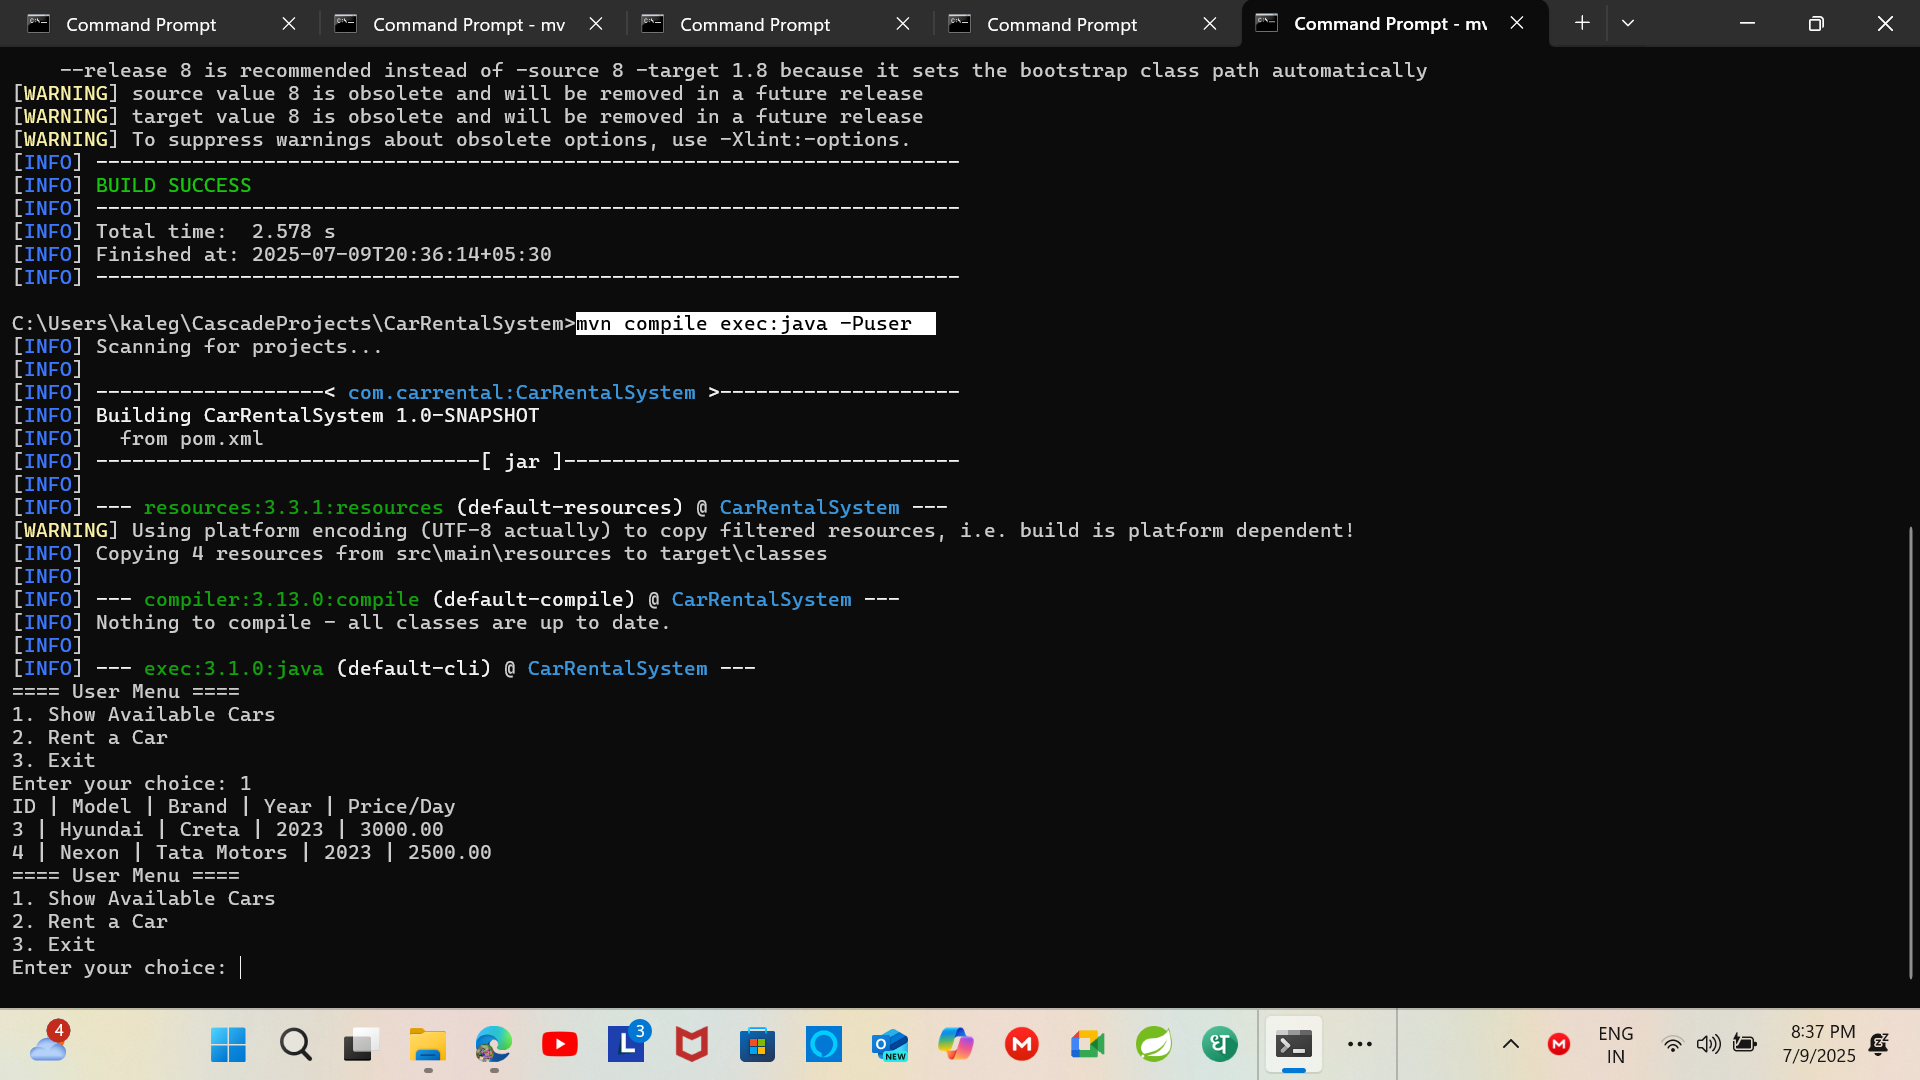 Command Prompt
Command Prompt - mv
Command Prompt
Command Prompt
Command Prompt - mv
    --release 8 is recommended instead of -source 8 -target 1.8 because it sets the bootstrap class path automatically
[WARNING] source value 8 is obsolete and will be removed in a future release
[WARNING] target value 8 is obsolete and will be removed in a future release
[WARNING] To suppress warnings about obsolete options, use -Xlint:-options.
[INFO] ------------------------------------------------------------------------
[INFO] BUILD SUCCESS
[INFO] ------------------------------------------------------------------------
[INFO] Total time:  2.578 s
[INFO] Finished at: 2025-07-09T20:36:14+05:30
[INFO] ------------------------------------------------------------------------
C:\Users\kaleg\CascadeProjects\CarRentalSystem>mvn compile exec:java -Puser
[INFO] Scanning for projects...
[INFO]
[INFO] -------------------< com.carrental:CarRentalSystem >--------------------
[INFO] Building CarRentalSystem 1.0-SNAPSHOT
[INFO]   from pom.xml
[INFO] --------------------------------[ jar ]---------------------------------
[INFO]
[INFO] --- resources:3.3.1:resources (default-resources) @ CarRentalSystem ---
[WARNING] Using platform encoding (UTF-8 actually) to copy filtered resources, i.e. build is platform dependent!
[INFO] Copying 4 resources from src\main\resources to target\classes
[INFO]
[INFO] --- compiler:3.13.0:compile (default-compile) @ CarRentalSystem ---
[INFO] Nothing to compile - all classes are up to date.
[INFO]
[INFO] --- exec:3.1.0:java (default-cli) @ CarRentalSystem ---
==== User Menu ====
1. Show Available Cars
2. Rent a Car
3. Exit
Enter your choice: 1
ID | Model | Brand | Year | Price/Day
3 | Hyundai | Creta | 2023 | 3000.00
4 | Nexon | Tata Motors | 2023 | 2500.00
==== User Menu ====
1. Show Available Cars
2. Rent a Car
3. Exit
Enter your choice:
4
L
3
O
NEW
M
ध
M
ENG
IN
8:37 PM
7/9/2025